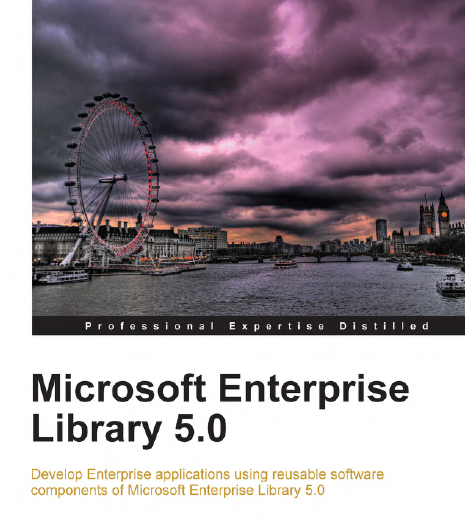 Professional Expertise Distilled
Microsoft Enterprise
Library 5.0
Develop Enterprise applications using reusable software
components of Microsoft Enterprise Library 5.0